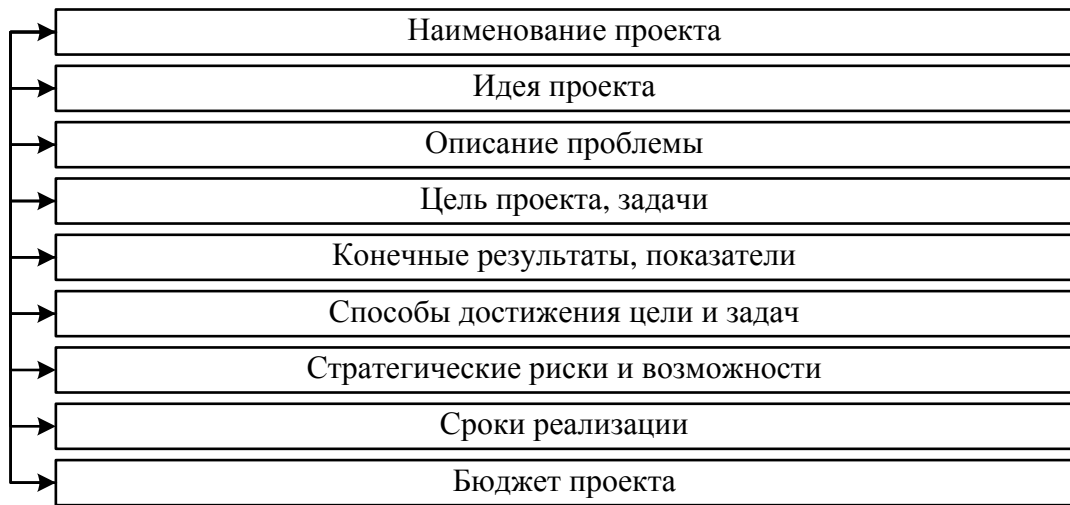 Наименование проекта
Идея проекта
Описание проблемы
Цель проекта, задачи
Конечные результаты, показатели
Способы достижения цели и задач
Стратегические риски и возможности
Сроки реализации
Бюджет проекта